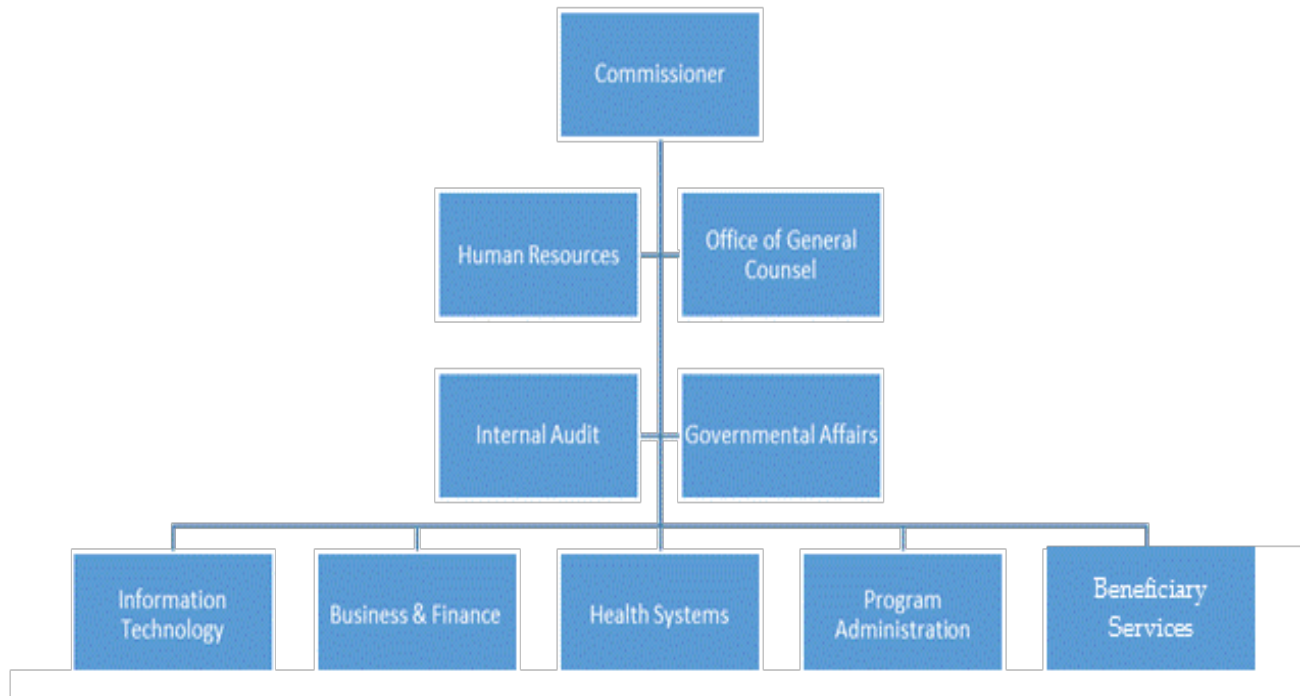 Commissioner
Human Resources
Office of General
Counsel
Internal Audit
Governmental Affairs
Information
Technology
Business & Finance
Health Systems
Program
Administration
Beneficiary
Services